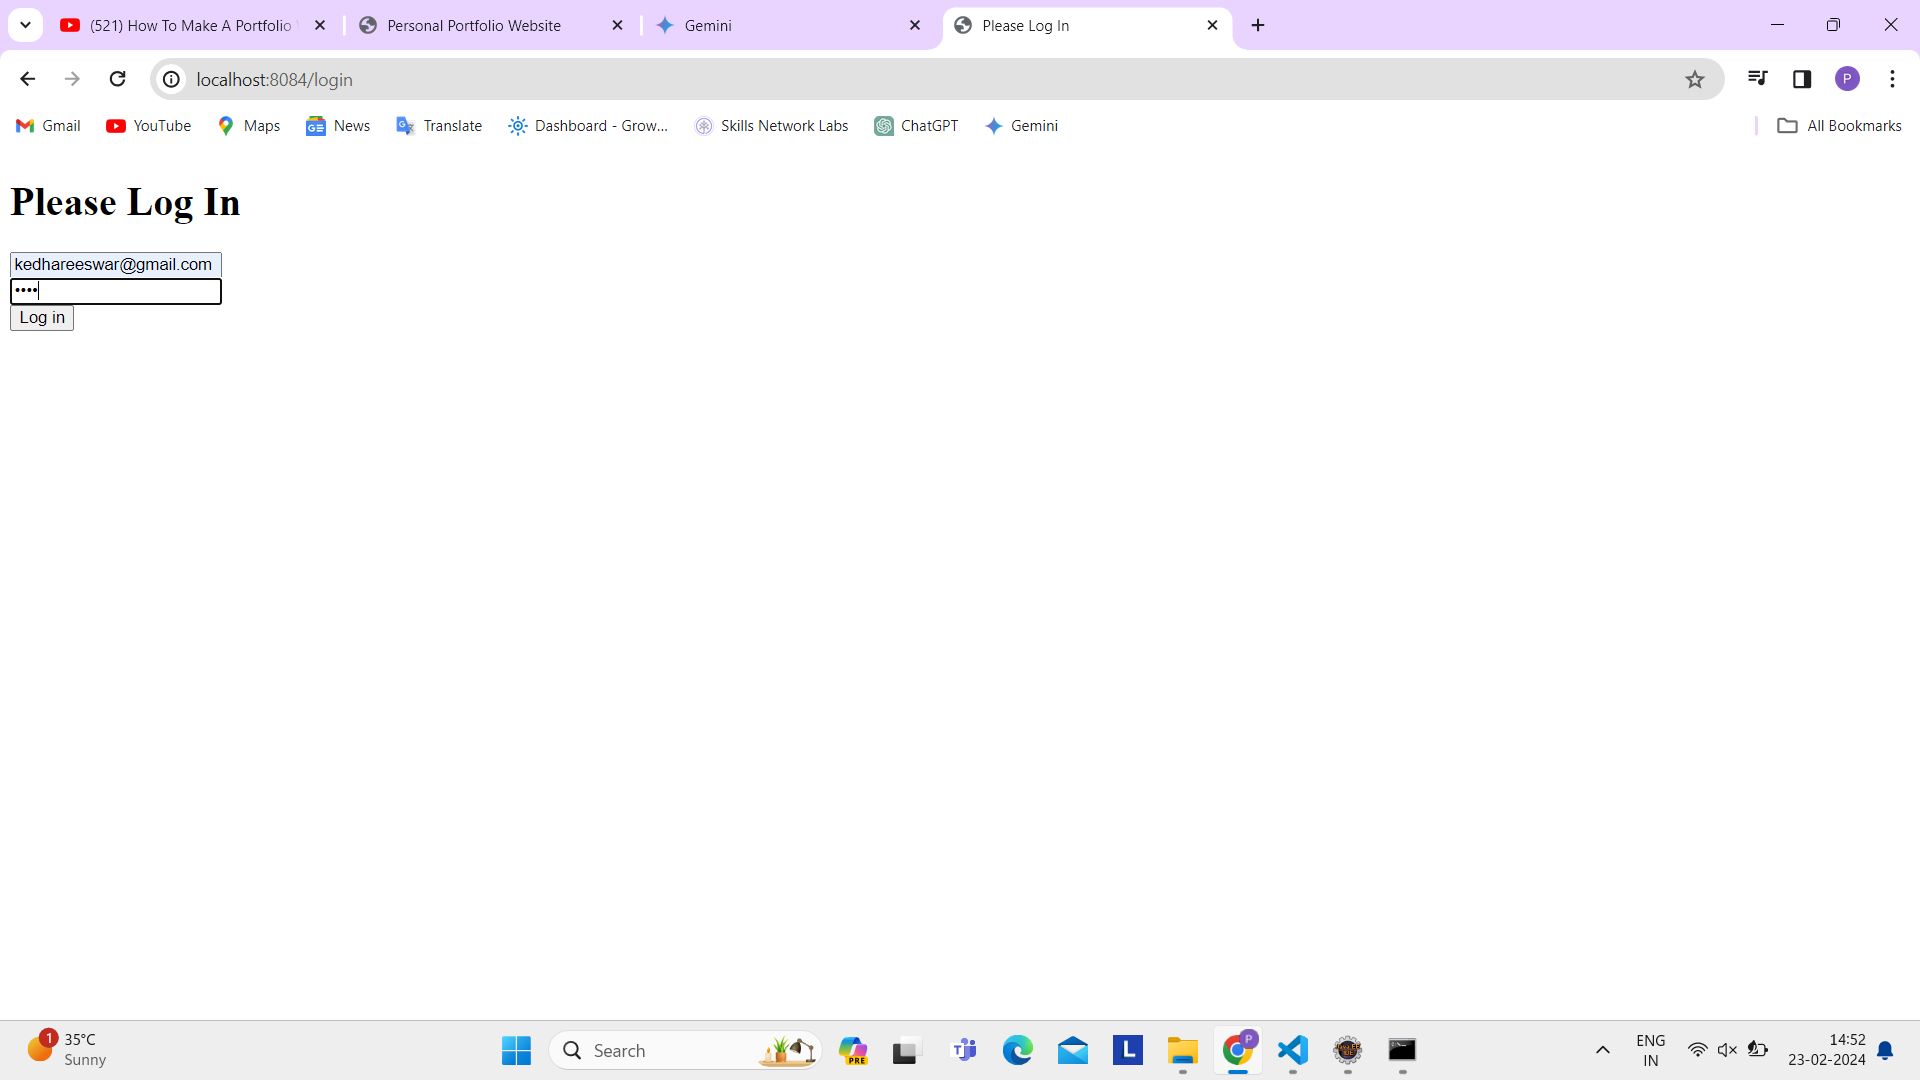 (521) How To Make A Portfolio
Personal Portfolio Website
Gemini
Please Log In
localhost:8084/login
P
Gmail
YouTube
Maps
News
Translate
Dashboard - Grow...
Skills Network Labs
ChatGPT
Gemini
All Bookmarks
Please Log In
kedhareeswar@gmail.com
••••
Log in
1
35°C
Sunny
Search
PRE
L
P
ENG
IN
14:52
23-02-2024